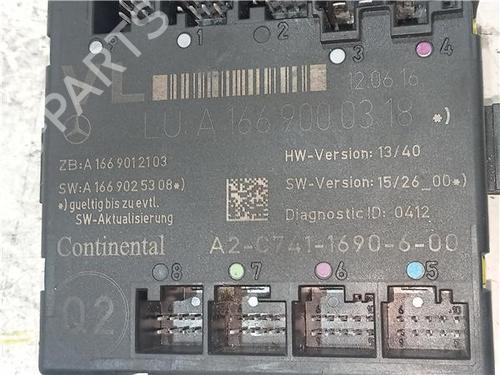 1 2 3 4
VL
12.06.16
LU A 166 900 03 18 *)
ZB: A 166 901 21 03
HW-Version: 13/40
SW: A 166 902 53 08*)
SW-Version: 15/26_00*)
*) gueltig bis zu evtl.
SW-Aktualisierung
Diagnostic ID: 0412
Continental
A2-C741-1690-6-00
8 7 6 5
Q2